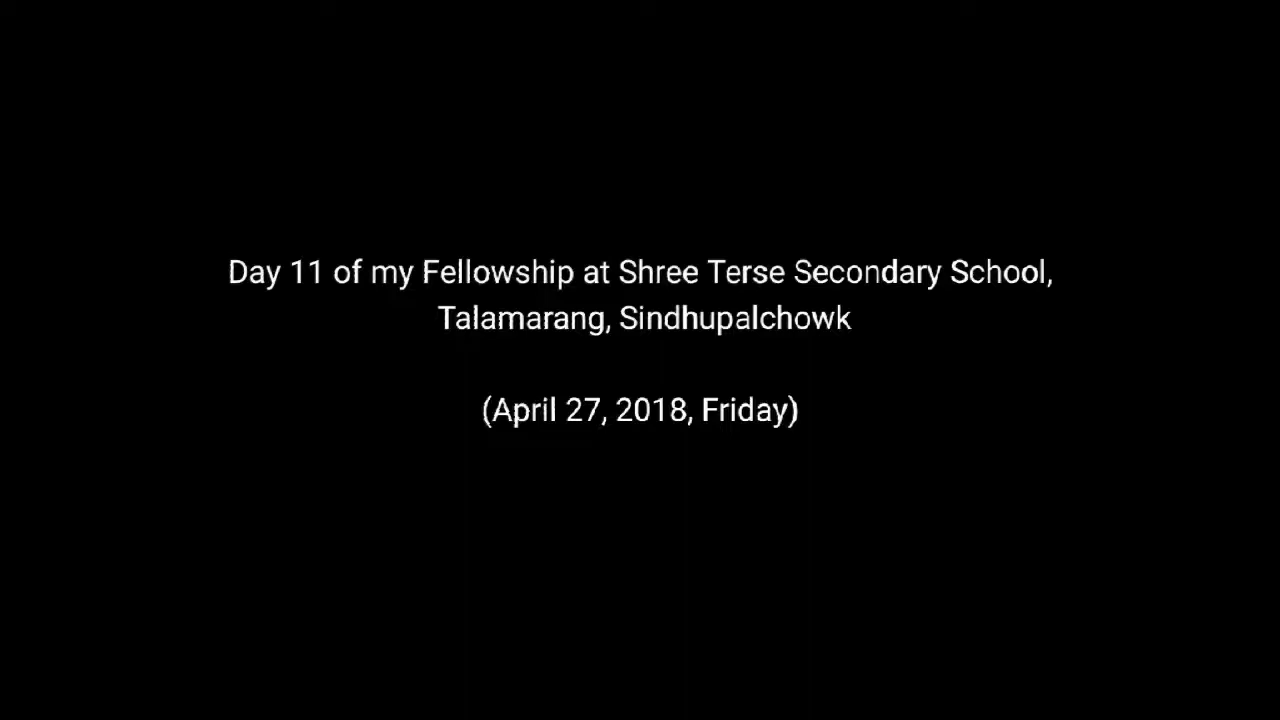 Day 11 of my Fellowship at Shree Terse Secondary School,
Talamarang, Sindhupalchowk
(April 27, 2018, Friday)